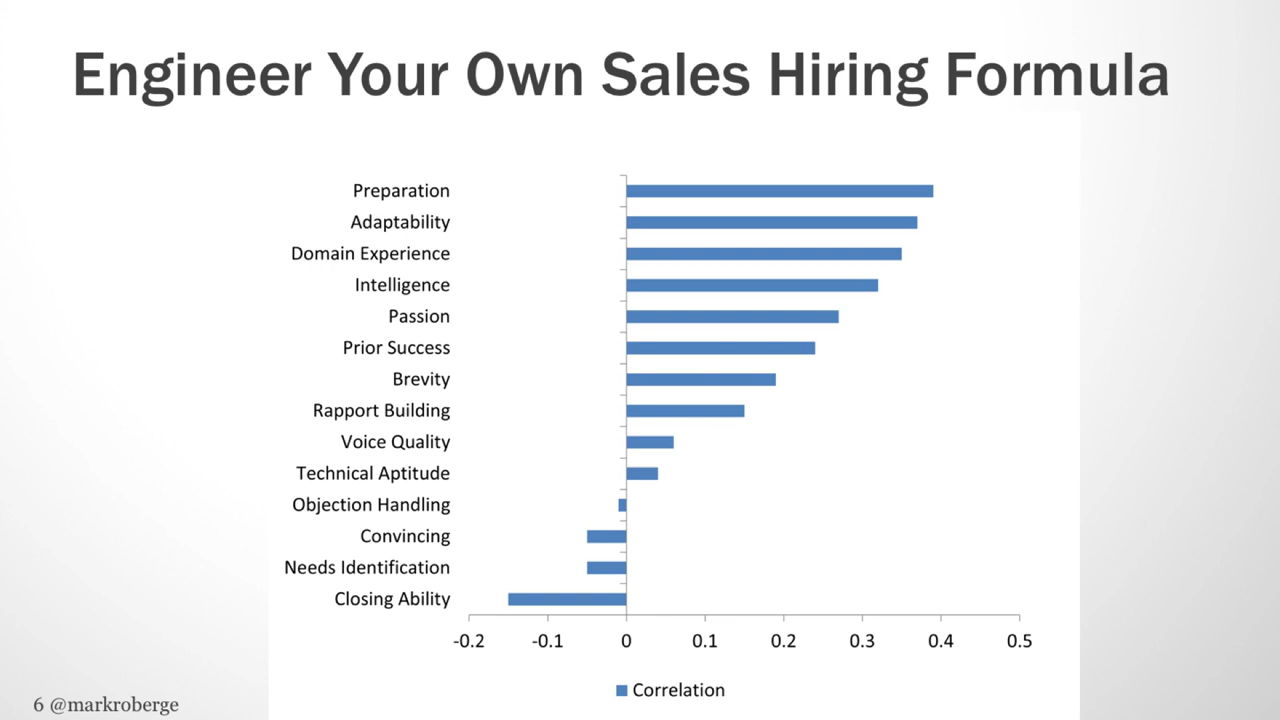 Engineer Your Own Sales Hiring Formula
Preparation
Adaptability
Domain Experience
Intelligence
Passion
Prior Success
Brevity
Rapport Building
Voice Quality
Technical Aptitude
Objection Handling
Convincing
Needs Identification
Closing Ability
-0.2 -0.1 0 0.1 0.2 0.3 0.4 0.5
Correlation
6 @markroberge